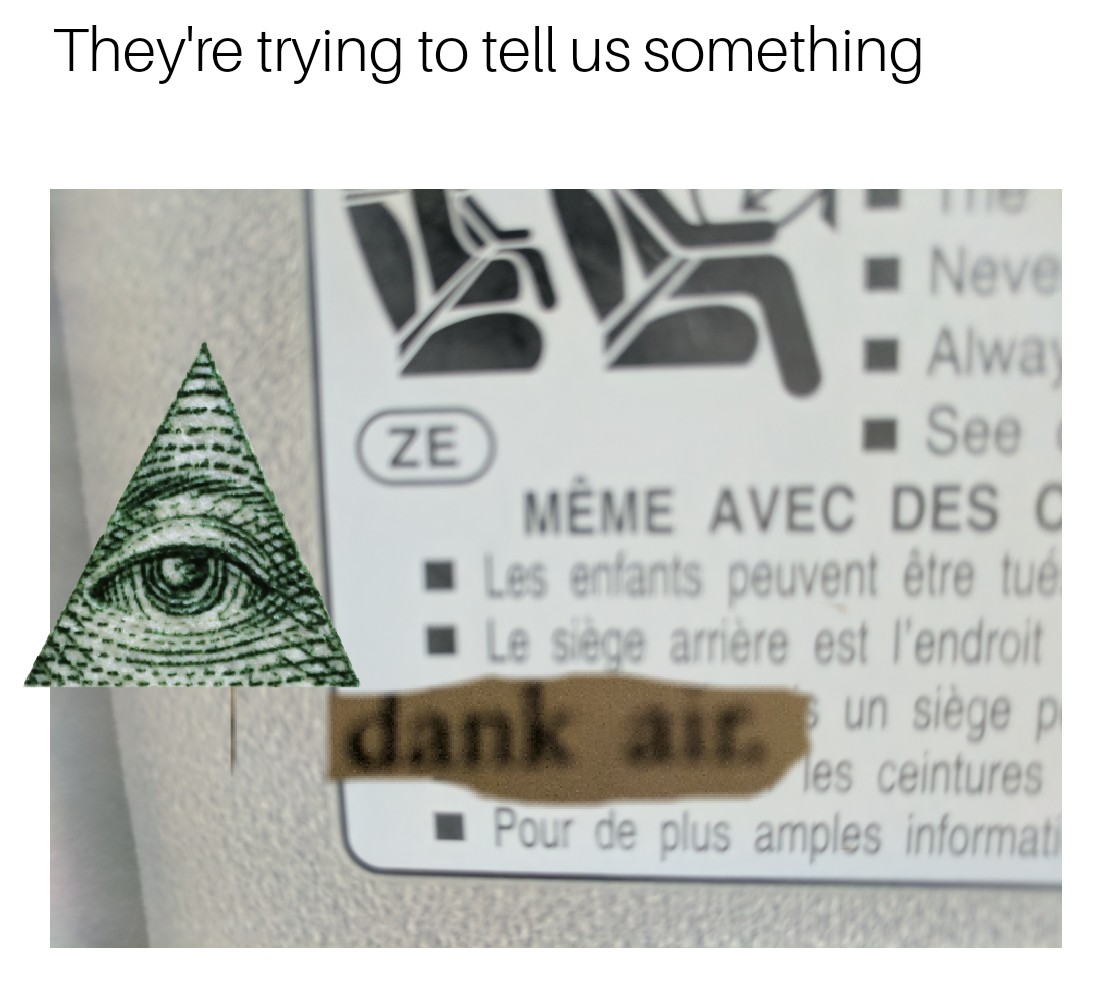 They're trying to tell us something
The
Neve
Alway
See
ZE
MÊME AVEC DES C
Les enfants peuvent être tué
Le siège arrière est l'endroit
dank air. s un siège p
les ceintures
Pour de plus amples informati